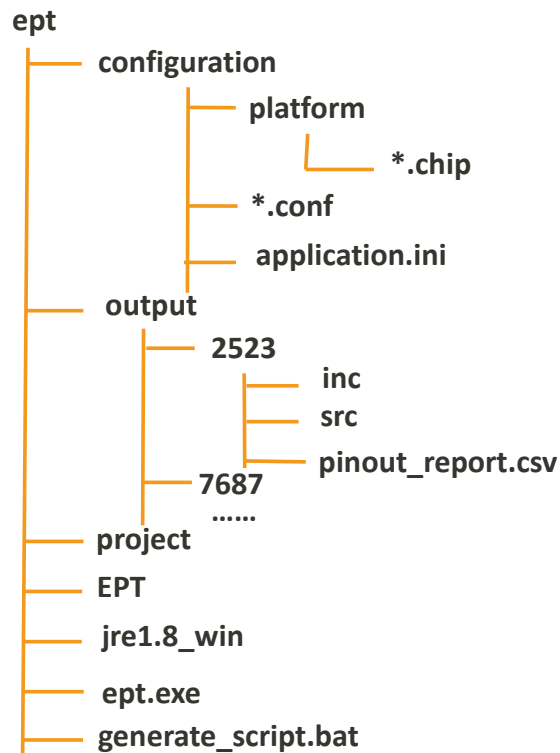 ept
configuration
platform
*.chip
*.conf
application.ini
output
2523
inc
src
pinout_report.csv
7687
......
project
EPT
jre1.8_win
ept.exe
generate_script.bat